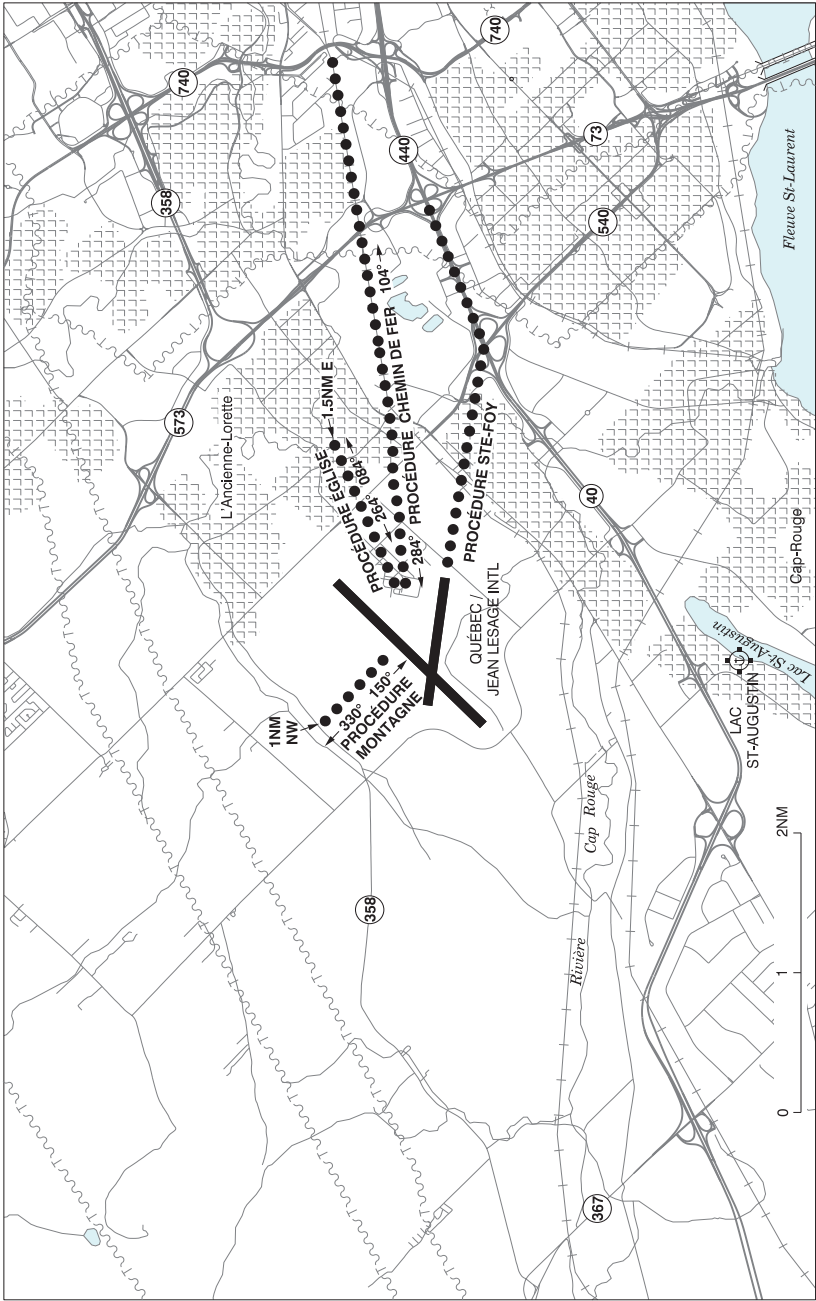 740
740
358
440
73
540
573
40
358
367
L'Ancienne-Lorette
PROCÉDURE ÉGLISE
1.5NM E
264° 084°
PROCÉDURE CHEMIN DE FER
284°
104°
PROCÉDURE STE-FOY
1NM
NW
330° 150°
PROCÉDURE
MONTAGNE
QUÉBEC /
JEAN LESAGE INTL
Fleuve St-Laurent
Cap-Rouge
Lac St-Augustin
LAC
ST-AUGUSTIN
Rivière
Cap Rouge
0
1
2NM